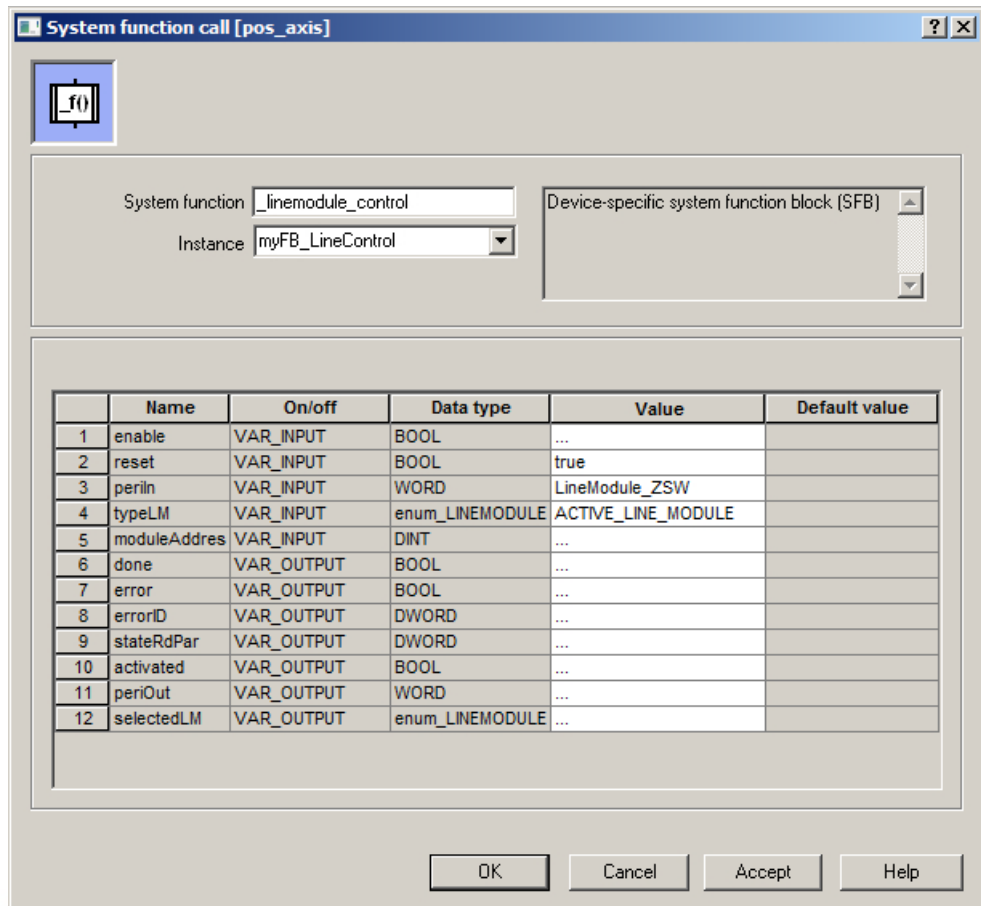 System function call [pos_axis]
_f()
System function _linemodule_control
Device-specific system function block (SFB)
Instance myFB_LineControl
Name On/off Data type Value Default value
1 enable VAR_INPUT BOOL ...
2 reset VAR_INPUT BOOL true
3 periIn VAR_INPUT WORD LineModule_ZSW
4 typeLM VAR_INPUT enum_LINEMODULE ACTIVE_LINE_MODULE
5 moduleAddres VAR_INPUT DINT ...
6 done VAR_OUTPUT BOOL ...
7 error VAR_OUTPUT BOOL ...
8 errorID VAR_OUTPUT DWORD ...
9 stateRdPar VAR_OUTPUT DWORD ...
10 activated VAR_OUTPUT BOOL ...
11 periOut VAR_OUTPUT WORD ...
12 selectedLM VAR_OUTPUT enum_LINEMODULE ...
OK Cancel Accept Help